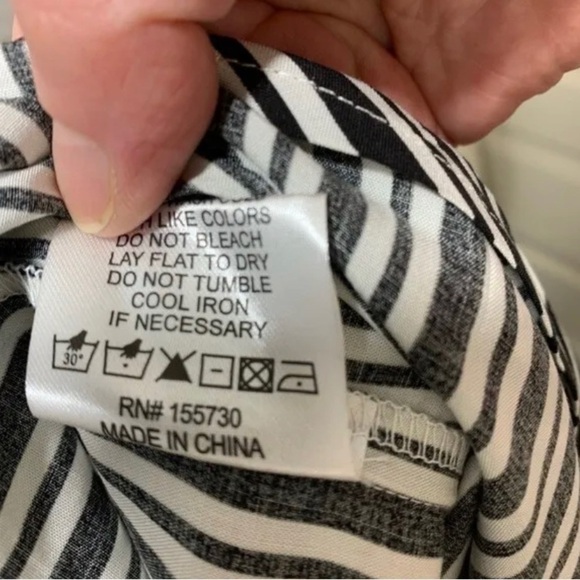 LIKE COLORS
DO NOT BLEACH
LAY FLAT TO DRY
DO NOT TUMBLE
COOL IRON
IF NECESSARY
30°
RN# 155730
MADE IN CHINA